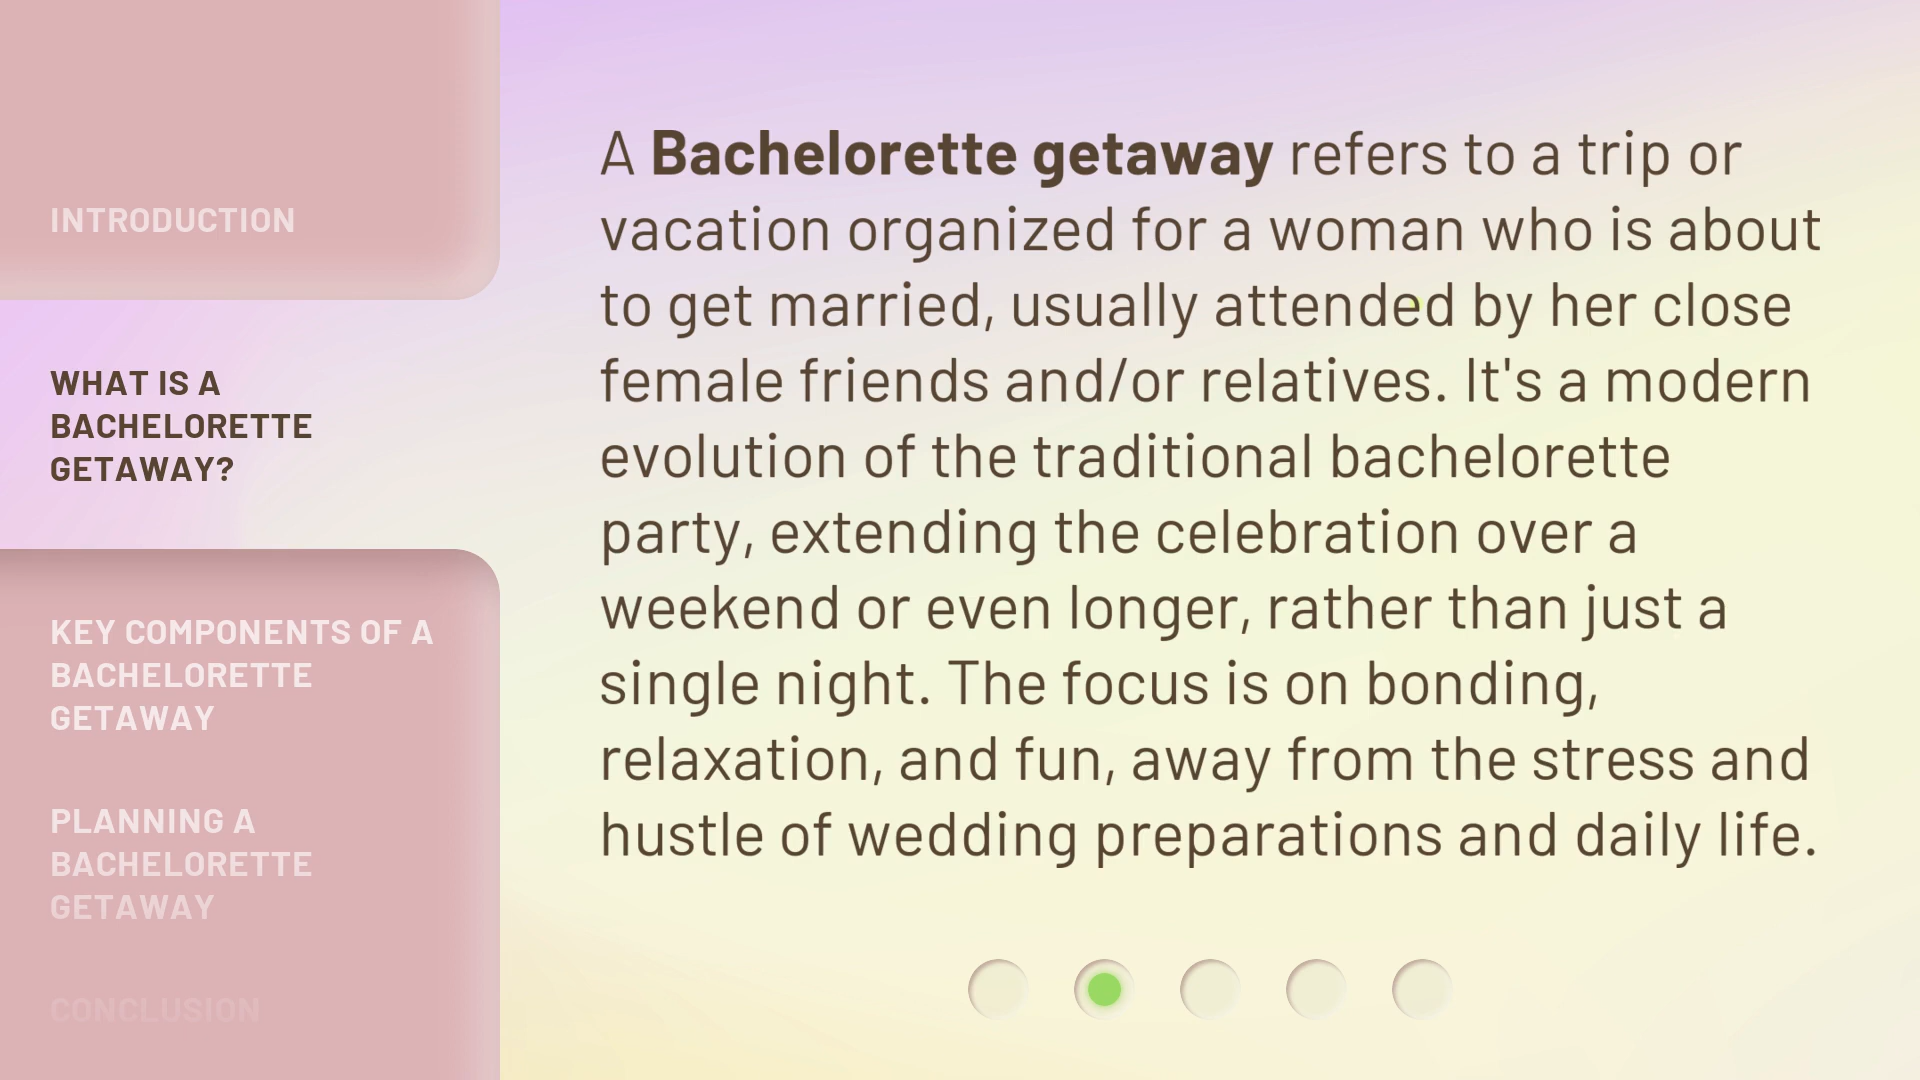 INTRODUCTION
WHAT IS A
BACHELORETTE
GETAWAY?
KEY COMPONENTS OF A
BACHELORETTE
GETAWAY
PLANNING A
BACHELORETTE
GETAWAY
CONCLUSION
A Bachelorette getaway refers to a trip or
vacation organized for a woman who is about
to get married, usually attended by her close
female friends and/or relatives. It's a modern
evolution of the traditional bachelorette
party, extending the celebration over a
weekend or even longer, rather than just a
single night. The focus is on bonding,
relaxation, and fun, away from the stress and
hustle of wedding preparations and daily life.